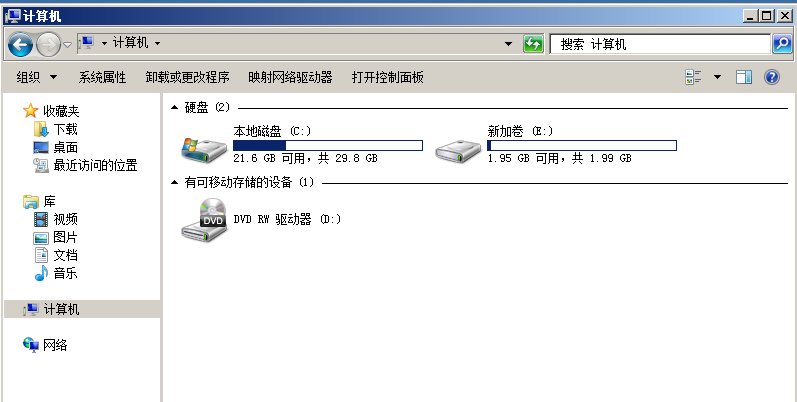 计算机
计算机
搜索 计算机
组织 系统属性 卸载或更改程序 映射网络驱动器 打开控制面板
收藏夹
下载
桌面
最近访问的位置
库
视频
图片
文档
音乐
计算机
网络
硬盘 (2)
本地磁盘 (C:)
21.6 GB 可用，共 29.8 GB
新加卷 (E:)
1.95 GB 可用，共 1.99 GB
有可移动存储的设备 (1)
DVD
DVD RW 驱动器 (D:)